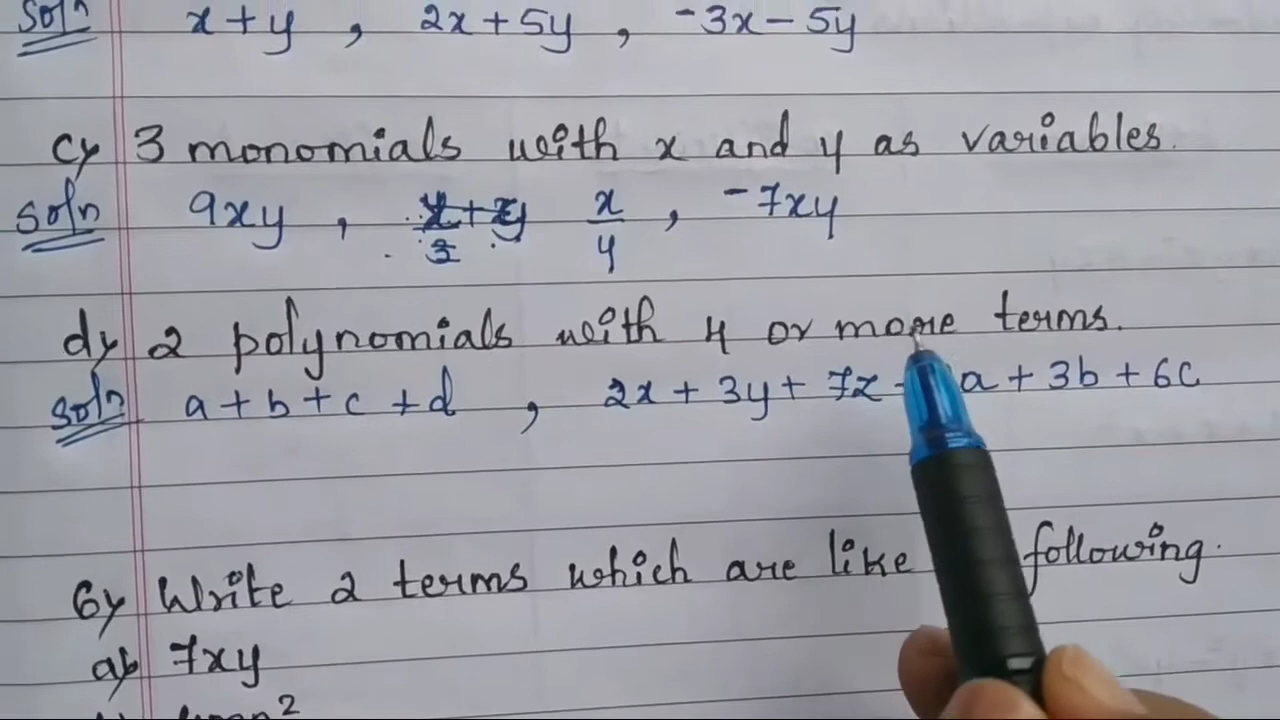 Soln x + y , 2x + 5y , -3x - 5y
c) 3 monomials with x and y as variables.
Soln 9xy , x/y , -7xy
d) 2 polynomials with 4 or more terms.
Soln a + b + c + d , 2x + 3y + 7z a + 3b + 6c
6) Write 2 terms which are like following.
a) 7xy